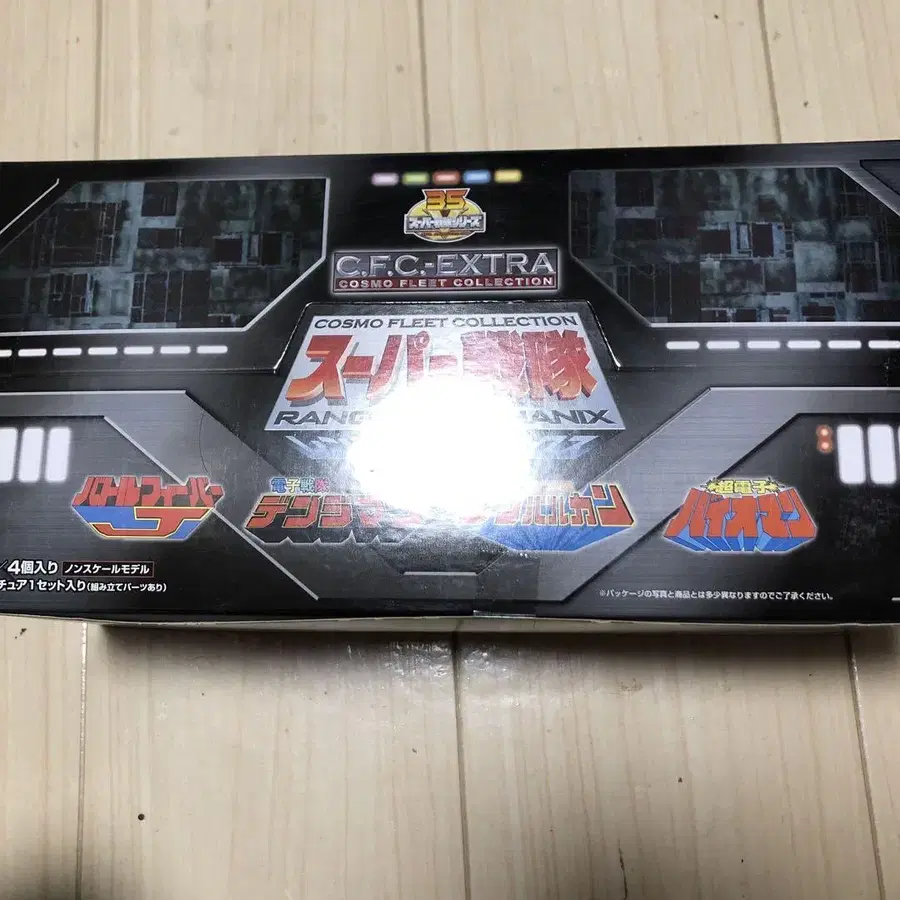 35
スーパー戦隊シリーズ
C.F.C.-EXTRA
COSMO FLEET COLLECTION
COSMO FLEET COLLECTION
スーパー戦隊
バトルフィーバーJ
電子戦隊
デンジマ
バルカン
超電子
バイオマン
4個入り ノンスケールモデル
チュア1セット入り(組み立てパーツあり)
※パッケージの写真と商品とは多少異なりますのでご了承ください。